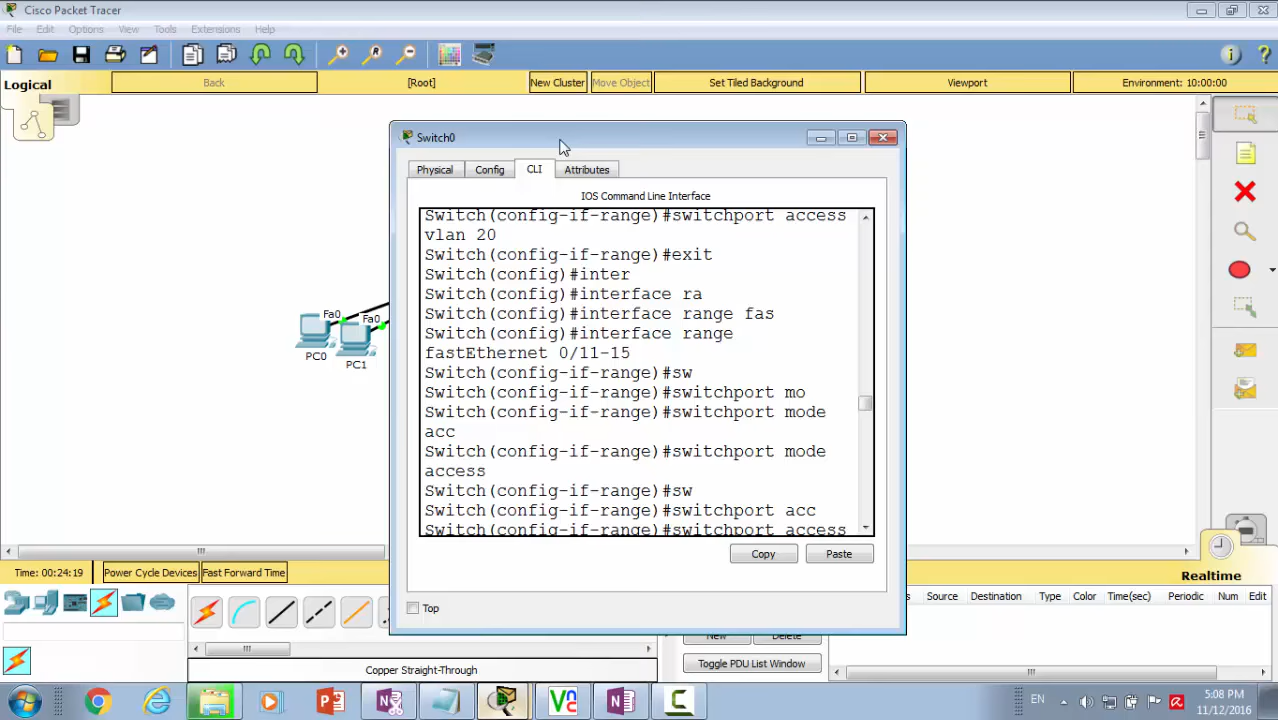 Cisco Packet Tracer
File Edit Options View Tools Extensions Help
Logical Back [Root] New Cluster Move Object Set Tiled Background Viewport Environment: 10:00:00
Switch0
Physical Config CLI Attributes
IOS Command Line Interface
Switch(config-if-range)#switchport access
vlan 20
Switch(config-if-range)#exit
Switch(config)#inter
Switch(config)#interface ra
Switch(config)#interface range fas
Switch(config)#interface range
fastEthernet 0/11-15
Switch(config-if-range)#sw
Switch(config-if-range)#switchport mo
Switch(config-if-range)#switchport mode
acc
Switch(config-if-range)#switchport mode
access
Switch(config-if-range)#sw
Switch(config-if-range)#switchport acc
Switch(config-if-range)#switchport access
Copy Paste
Top
Fa0 Fa0
PC0
PC1
Time: 00:24:19 Power Cycle Devices Fast Forward Time
Realtime
Source Destination Type Color Time(sec) Periodic Num Edit
New Delete
Toggle PDU List Window
Copper Straight-Through
EN
5:08 PM
11/12/2016